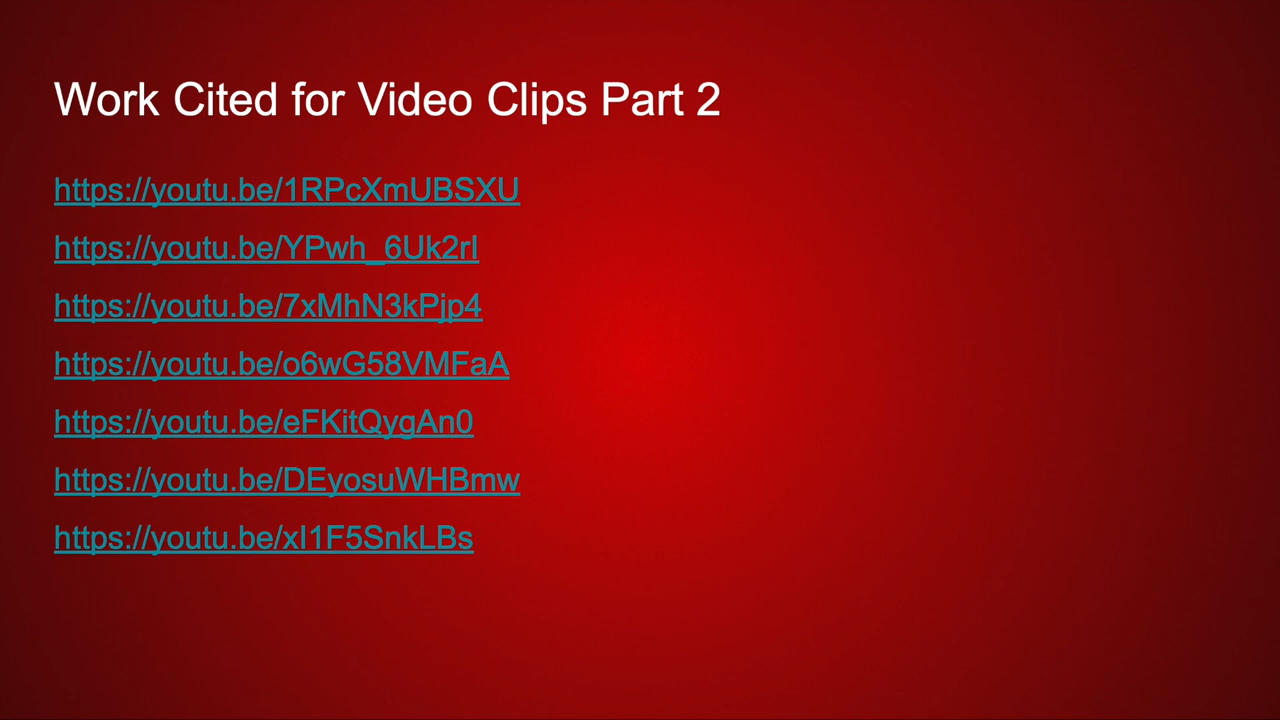 Work Cited for Video Clips Part 2
https://youtu.be/1RPcXmUBSXU
https://youtu.be/YPwh_6Uk2rI
https://youtu.be/7xMhN3kPjp4
https://youtu.be/o6wG58VMFaA
https://youtu.be/eFKitQygAn0
https://youtu.be/DEyosuWHBmw
https://youtu.be/xI1F5SnkLBs